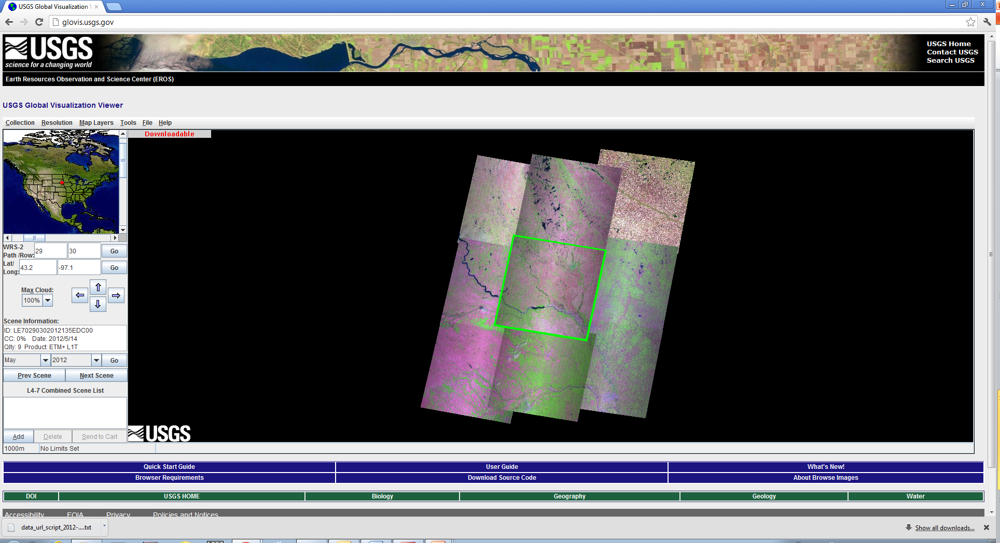 USGS Global Visualization V
glovis.usgs.gov
USGS
science for a changing world
USGS Home
Contact USGS
Search USGS
Earth Resources Observation and Science Center (EROS)
USGS Global Visualization Viewer
Collection Resolution Map Layers Tools File Help
Downloadable
WRS-2
Path /Row: 29 30 Go
Lat/
Long: 43.2 -97.1 Go
Max Cloud:
100%
Scene Information:
ID: LE70290302012135EDC00
CC: 0% Date: 2012/5/14
Qlty: 9 Product: ETM+ L1T
May 2012 Go
Prev Scene Next Scene
L4-7 Combined Scene List
Add Delete Send to Cart
USGS
1000m No Limits Set
Quick Start Guide User Guide What's New!
Browser Requirements Download Source Code About Browse Images
DOI USGS HOME Biology Geography Geology Water
Accessibility FOIA Privacy Policies and Notices
data_url_script_2012-....txt
Show all downloads...